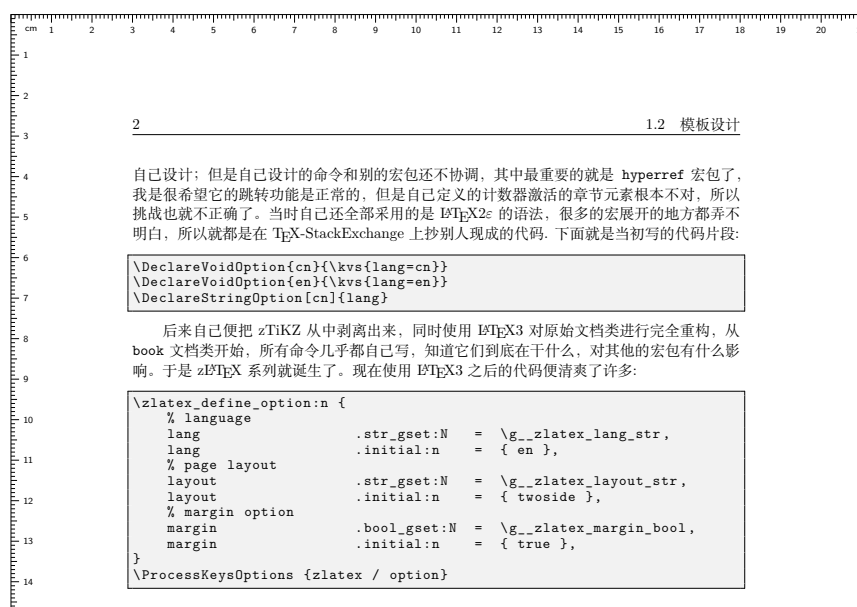 cm 1 2 3 4 5 6 7 8 9 10 11 12 13 14 15 16 17 18 19 20
1
2
2 1.2 模板设计
3
4
自己设计；但是自己设计的命令和别的宏包还不协调，其中最重要的就是 hyperref 宏包了，
我是很希望它的跳转功能是正常的，但是自己定义的计数器激活的章节元素根本不对，所以
5
挑战也就不正确了。当时自己还全部采用的是 LATEX2ε 的语法，很多的宏展开的地方都弄不
明白，所以就都是在 TEX-StackExchange 上抄别人现成的代码. 下面就是当初写的代码片段:
6
\DeclareVoidOption{cn}{\kvs{lang=cn}}
\DeclareVoidOption{en}{\kvs{lang=en}}
7
\DeclareStringOption[cn]{lang}
8
后来自己便把 zTiKZ 从中剥离出来，同时使用 LATEX3 对原始文档类进行完全重构，从
book 文档类开始，所有命令几乎都自己写，知道它们到底在干什么，对其他的宏包有什么影
9
响。于是 zLATEX 系列就诞生了。现在使用 LATEX3 之后的代码便清爽了许多:
\zlatex_define_option:n {
10
% language
lang .str_gset:N = \g__zlatex_lang_str,
lang .initial:n = { en },
11
% page layout
layout .str_gset:N = \g__zlatex_layout_str,
12
layout .initial:n = { twoside },
% margin option
margin .bool_gset:N = \g__zlatex_margin_bool,
13
margin .initial:n = { true },
}
14
\ProcessKeysOptions {zlatex / option}